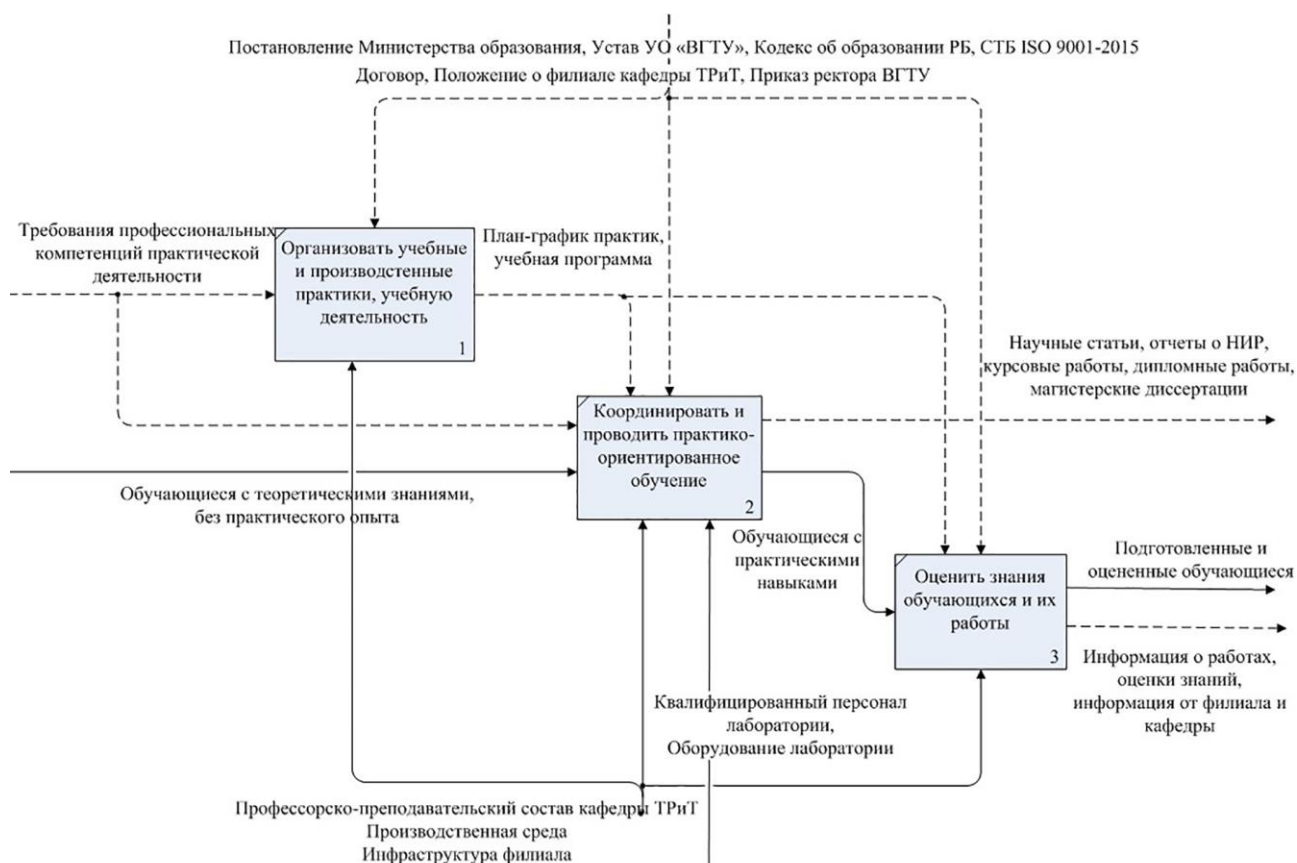 Постановление Министерства образования, Устав УО «ВГТУ», Кодекс об образовании РБ, СТБ ISO 9001-2015
Договор, Положение о филиале кафедры ТРиТ, Приказ ректора ВГТУ
Требования профессиональных
компетенций практической
деятельности
Организовать учебные
и производстенные
практики, учебную
деятельность
1
План-график практик,
учебная программа
Научные статьи, отчеты о НИР,
курсовые работы, дипломные работы,
магистерские диссертации
Координировать и
проводить практико-
ориентированное
обучение
2
Обучающиеся с теоретическими знаниями,
без практического опыта
Обучающиеся с
практическими
навыками
Оценить знания
обучающихся и их
работы
3
Подготовленные и
оцененные обучающиеся
Информация о работах,
оценки знаний,
информация от филиала и
кафедры
Квалифицированный персонал
лаборатории,
Оборудование лаборатории
Профессорско-преподавательский состав кафедры ТРиТ
Производственная среда
Инфраструктура филиала